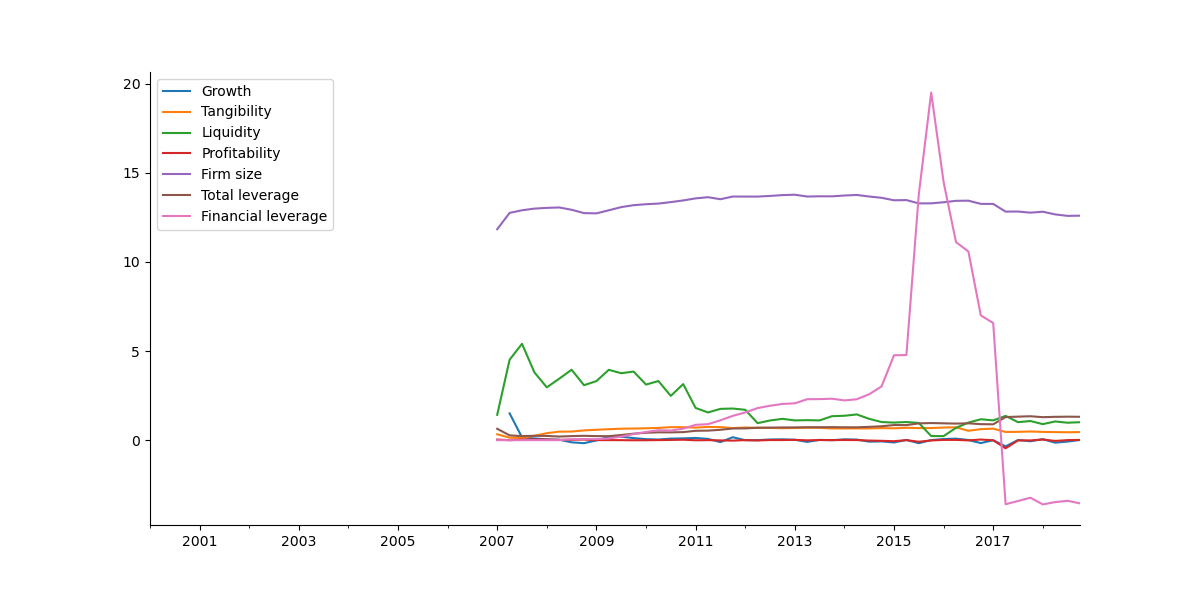 20
15
10
5
0
Growth
Tangibility
Liquidity
Profitability
Firm size
Total leverage
Financial leverage
2001
2003
2005
2007
2009
2011
2013
2015
2017